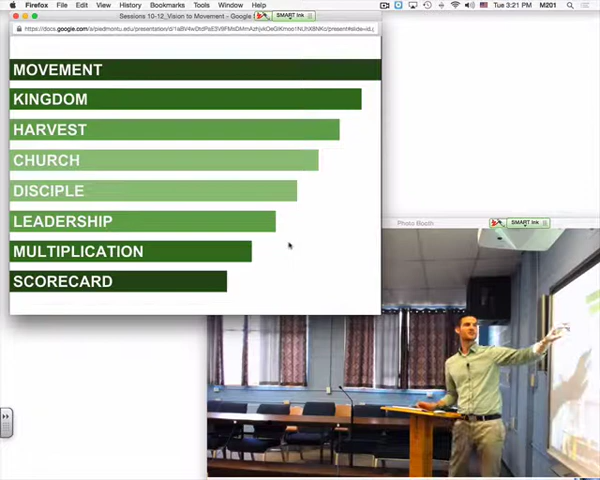 Firefox File Edit View History Bookmarks Tools Window Help
Tue 3:21 PM M201
Sessions 10-12_Vision to Movement - Google
SMART Ink
MOVEMENT
KINGDOM
HARVEST
CHURCH
DISCIPLE
LEADERSHIP
MULTIPLICATION
SCORECARD
Photo Booth
SMART Ink